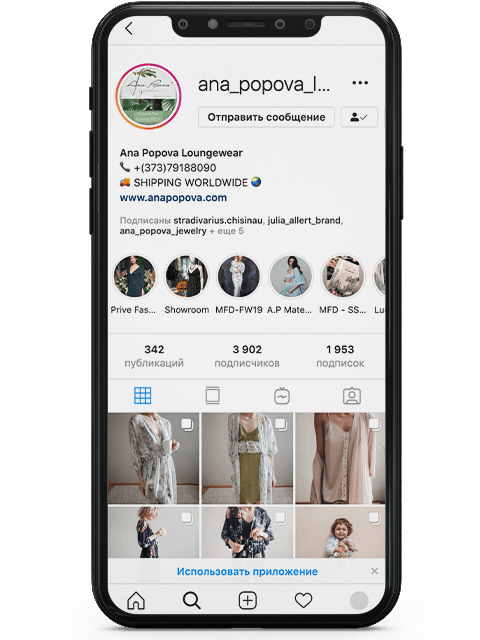 ana_popova_l...
Отправить сообщение
Ana Popova Loungewear
+(373)79188090
SHIPPING WORLDWIDE
www.anapopova.com
Подписаны stradivarius.chisinau, julia_allert_brand,
ana_popova_jewelry + еще 5
Prive Fas... Showroom MFD-FW19 A.P Mate... MFD - SS... Lu
342 3 902 1 953
публикаций подписчиков подписок
Использовать приложение